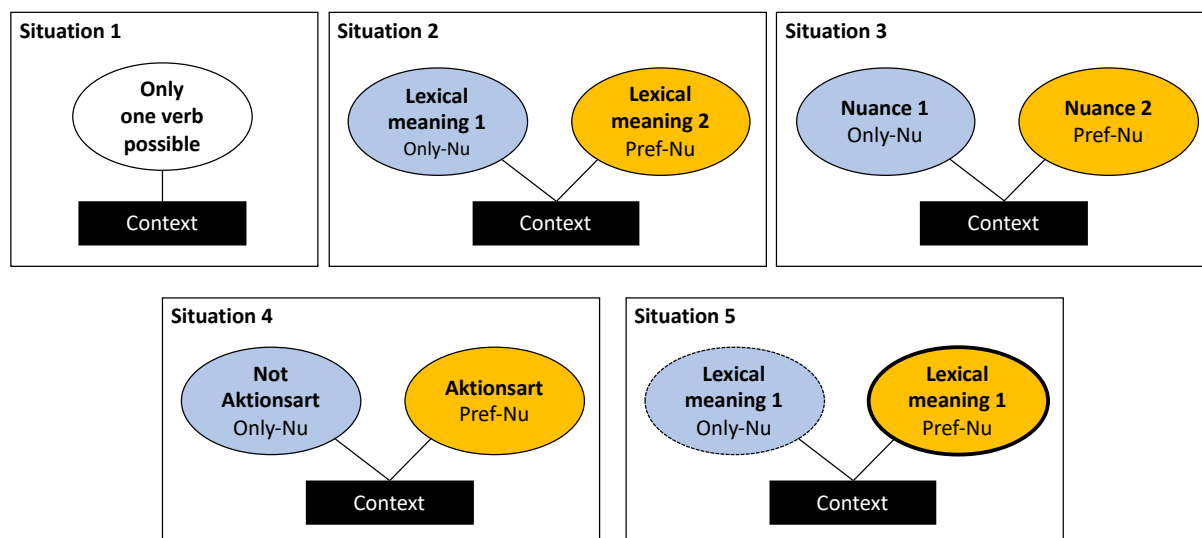 Situation 1
Only
one verb
possible
Context
Situation 2
Lexical
meaning 1
Only-Nu
Lexical
meaning 2
Pref-Nu
Context
Situation 3
Nuance 1
Only-Nu
Nuance 2
Pref-Nu
Context
Situation 4
Not
Aktionsart
Only-Nu
Aktionsart
Pref-Nu
Context
Situation 5
Lexical
meaning 1
Only-Nu
Lexical
meaning 1
Pref-Nu
Context